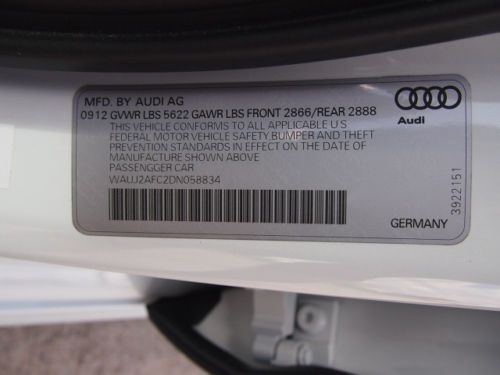 MFD. BY AUDI AG
0912 GVWR LBS 5622 GAWR LBS FRONT 2866/REAR 2888
THIS VEHICLE CONFORMS TO ALL APPLICABLE U S
FEDERAL MOTOR VEHICLE SAFETY, BUMPER AND THEFT
PREVENTION STANDARDS IN EFFECT ON THE DATE OF
MANUFACTURE SHOWN ABOVE
PASSENGGER CAR
WAUJ2AFC2DN058834
Audi
GERMANY
3922151